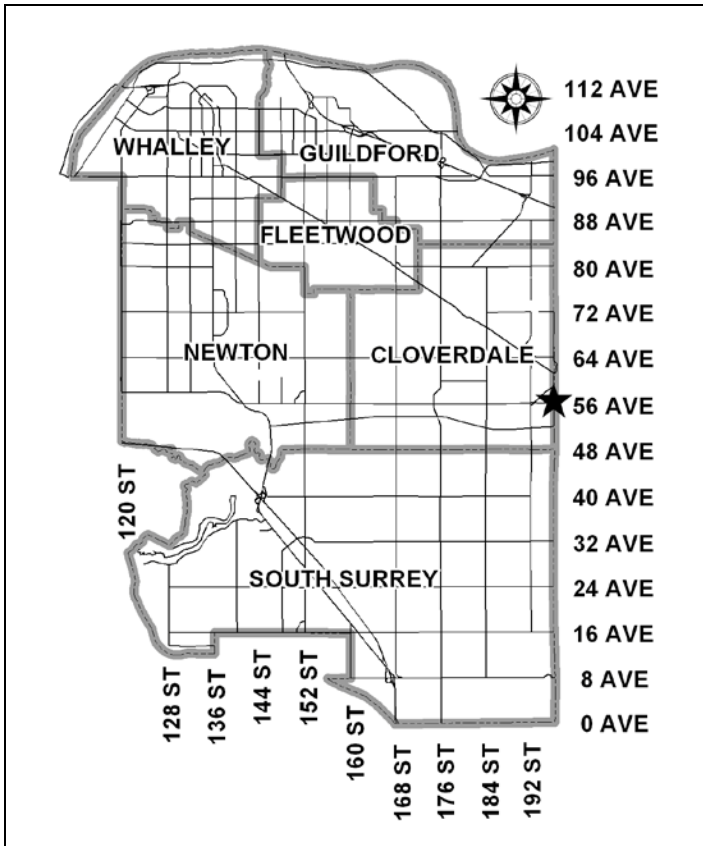 112 AVE
104 AVE
WHALLEY
GUILDFORD
96 AVE
88 AVE
FLEETWOOD
80 AVE
72 AVE
NEWTON
CLOVERDALE
64 AVE
56 AVE
48 AVE
120 ST
40 AVE
32 AVE
SOUTH SURREY
24 AVE
16 AVE
128 ST
136 ST
144 ST
152 ST
160 ST
8 AVE
0 AVE
168 ST
176 ST
184 ST
192 ST